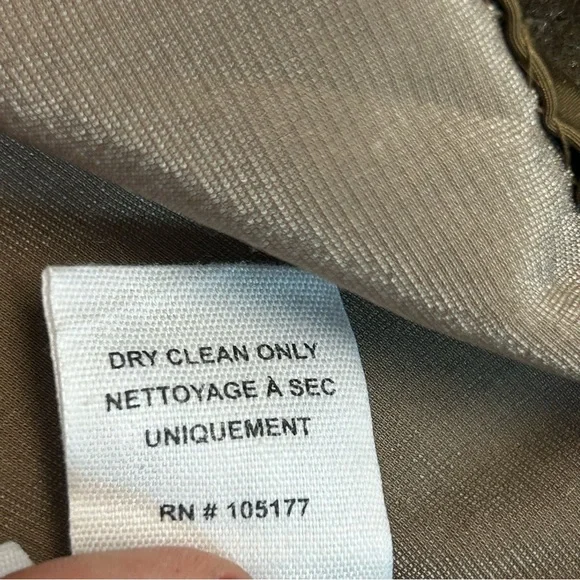 DRY CLEAN ONLY
NETTOYAGE À SEC
UNIQUEMENT
RN # 105177